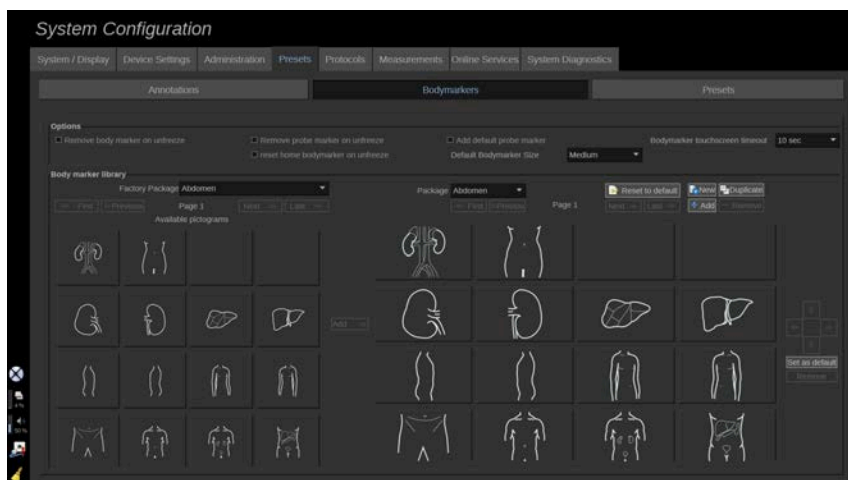 System Configuration
System / Display Device Settings Administration Presets Protocols Measurements Online Services System Diagnostics
Annotations Bodymarkers Presets
Options
Remove body marker on unfreeze Remove probe marker on unfreeze Add default probe marker Bodymarker touchscreen timeout 10 sec
reset home bodymarker on unfreeze Default Bodymarker Size Medium
Body marker library
Factory Package Abdomen Package Abdomen Reset to default New Duplicate
First Previous Page 1 Next Last First Previous Page 1 Next Last Add Remove
Available pictograms
Add
Set as default
Remove
4 %
50 %